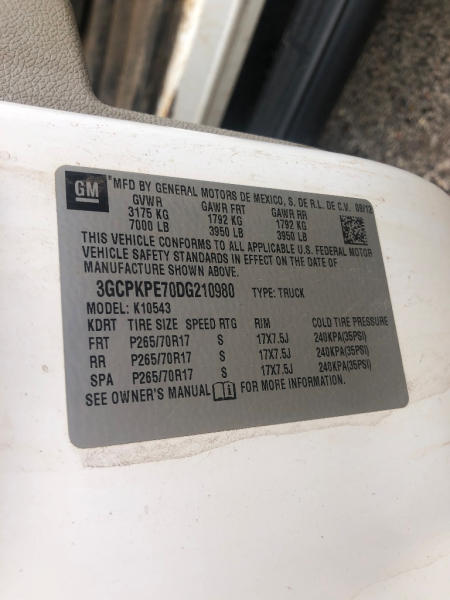 GM
"MFD BY GENERAL MOTORS DE MEXICO, S. DE R.L. DE C.V. 09/12
GVWR GAWR FRT GAWR RR
3175 KG 1792 KG 1792 KG
7000 LB 3950 LB 3950 LB
THIS VEHICLE CONFORMS TO ALL APPLICABLE U.S. FEDERAL MOTOR
VEHICLE SAFETY STANDARDS IN EFFECT ON THE DATE OF
MANUFACTURE SHOWN ABOVE.
3GCPKPE70DG210980 TYPE: TRUCK
MODEL: K10543
KDRT TIRE SIZE SPEED RTG RIM COLD TIRE PRESSURE
FRT P265/70R17 S 17X7.5J 240KPA(35PSI)
RR P265/70R17 S 17X7.5J 240KPA(35PSI)
SPA P265/70R17 S 17X7.5J 240KPA(35PSI)
SEE OWNER'S MANUAL FOR MORE INFORMATION.